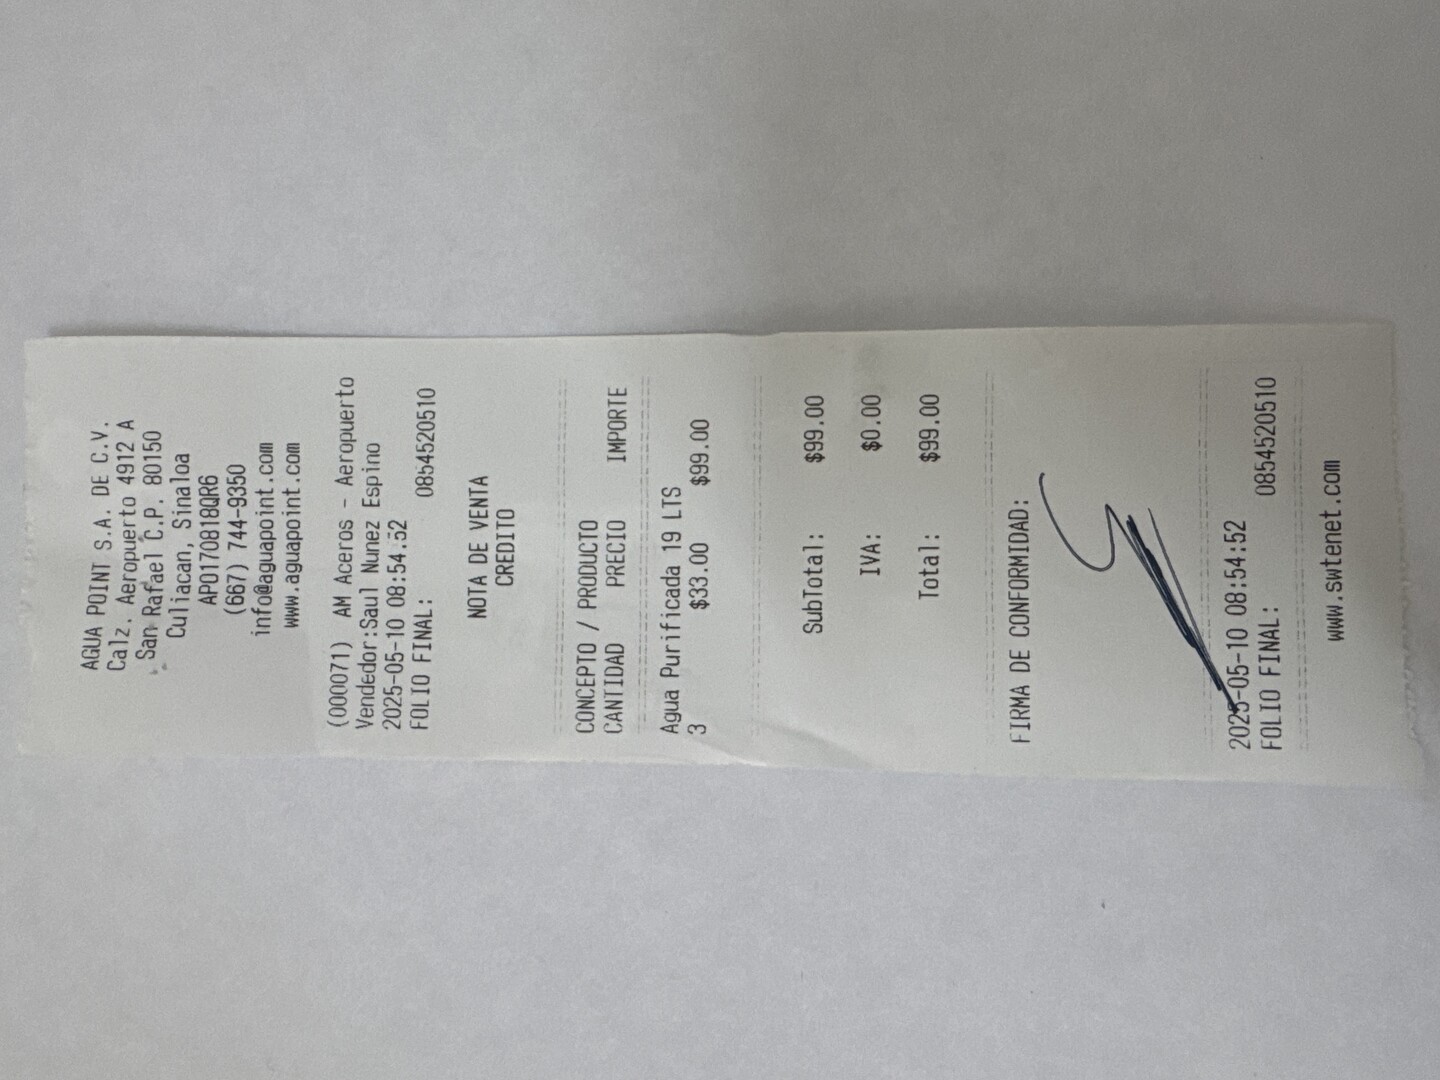 AGUA POINT S.A. DE C.V.
Calz. Aeropuerto 4912 A
San Rafael C.P. 80150
Culiacan, Sinaloa
APO170818QR6
(667) 744-9350
info@aguapoint.com
www.aguapoint.com
(000071) AM Aceros - Aeropuerto
Vendedor:Saul Nunez Espino
2025-05-10 08:54:52
FOLIO FINAL: 0854520510
NOTA DE VENTA
CREDITO
CONCEPTO / PRODUCTO
CANTIDAD PRECIO IMPORTE
Agua Purificada 19 LTS
3 $33.00 $99.00
SubTotal: $99.00
IVA: $0.00
Total: $99.00
FIRMA DE CONFORMIDAD:
2025-05-10 08:54:52
FOLIO FINAL: 0854520510
www.swtenet.com